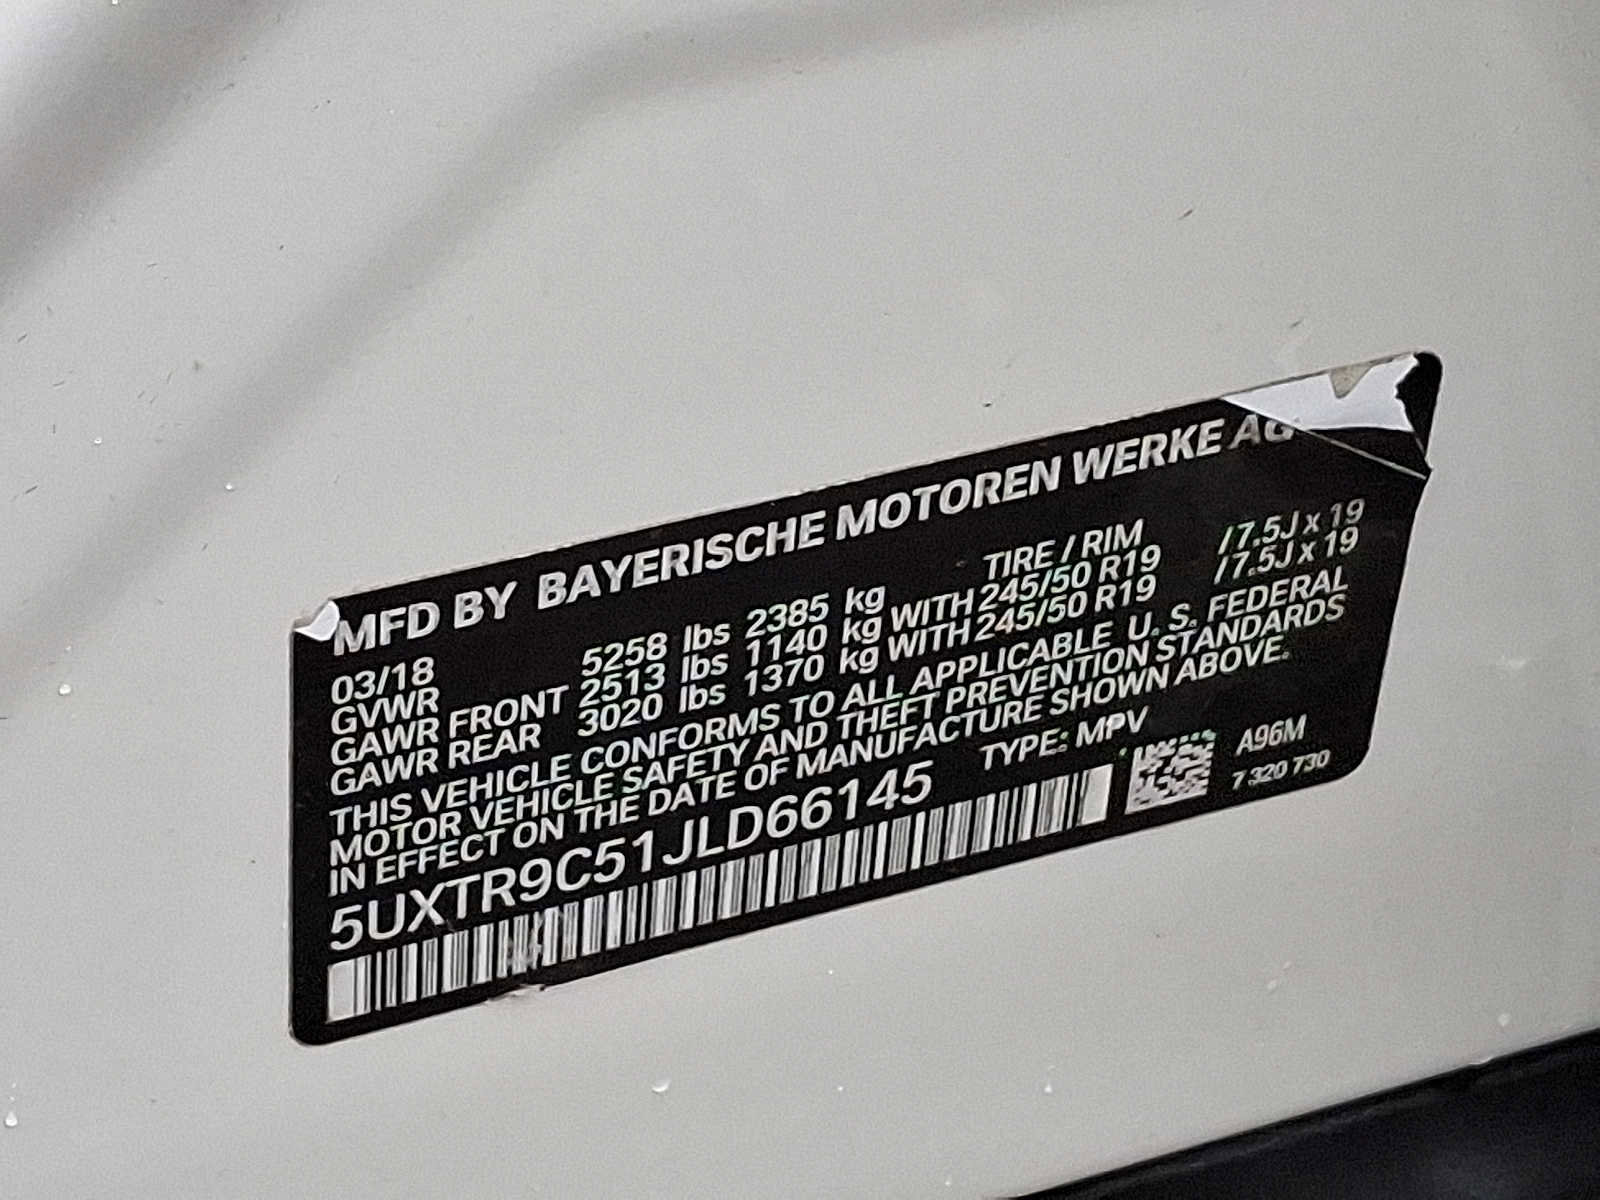 MFD BY BAYERISCHE MOTOREN WERKE AG
03/18 TIRE / RIM
GVWR 5258 lbs 2385 kg
GAWR FRONT 2513 lbs 1140 kg WITH 245/50 R19 / 7.5J x 19
GAWR REAR 3020 lbs 1370 kg WITH 245/50 R19 / 7.5J x 19
THIS VEHICLE CONFORMS TO ALL APPLICABLE U. S. FEDERAL
MOTOR VEHICLE SAFETY AND THEFT PREVENTION STANDARDS
IN EFFECT ON THE DATE OF MANUFACTURE SHOWN ABOVE.
5UXTR9C51JLD66145 TYPE: MPV
A96M
7 320 730